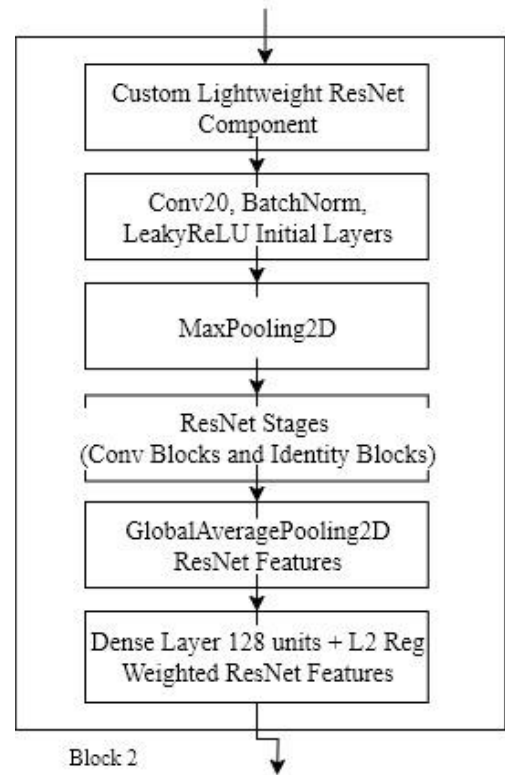 Custom Lightweight ResNet
Component
Conv20, BatchNorm,
LeakyReLU Initial Layers
MaxPooling2D
ResNet Stages
(Conv Blocks and Identity Blocks)
GlobalAveragePooling2D
ResNet Features
Dense Layer 128 units + L2 Reg
Weighted ResNet Features
Block 2